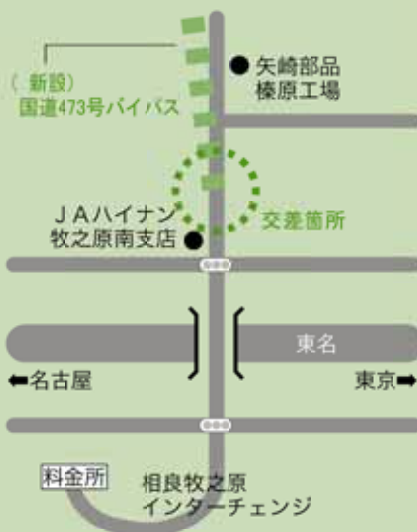 矢崎部品
榛原工場
(新設)
国道473号バイパス
JAハイナン
牧之原南支店
交差箇所
東名
⬅名古屋
東京➡
料金所
相良牧之原
インターチェンジ